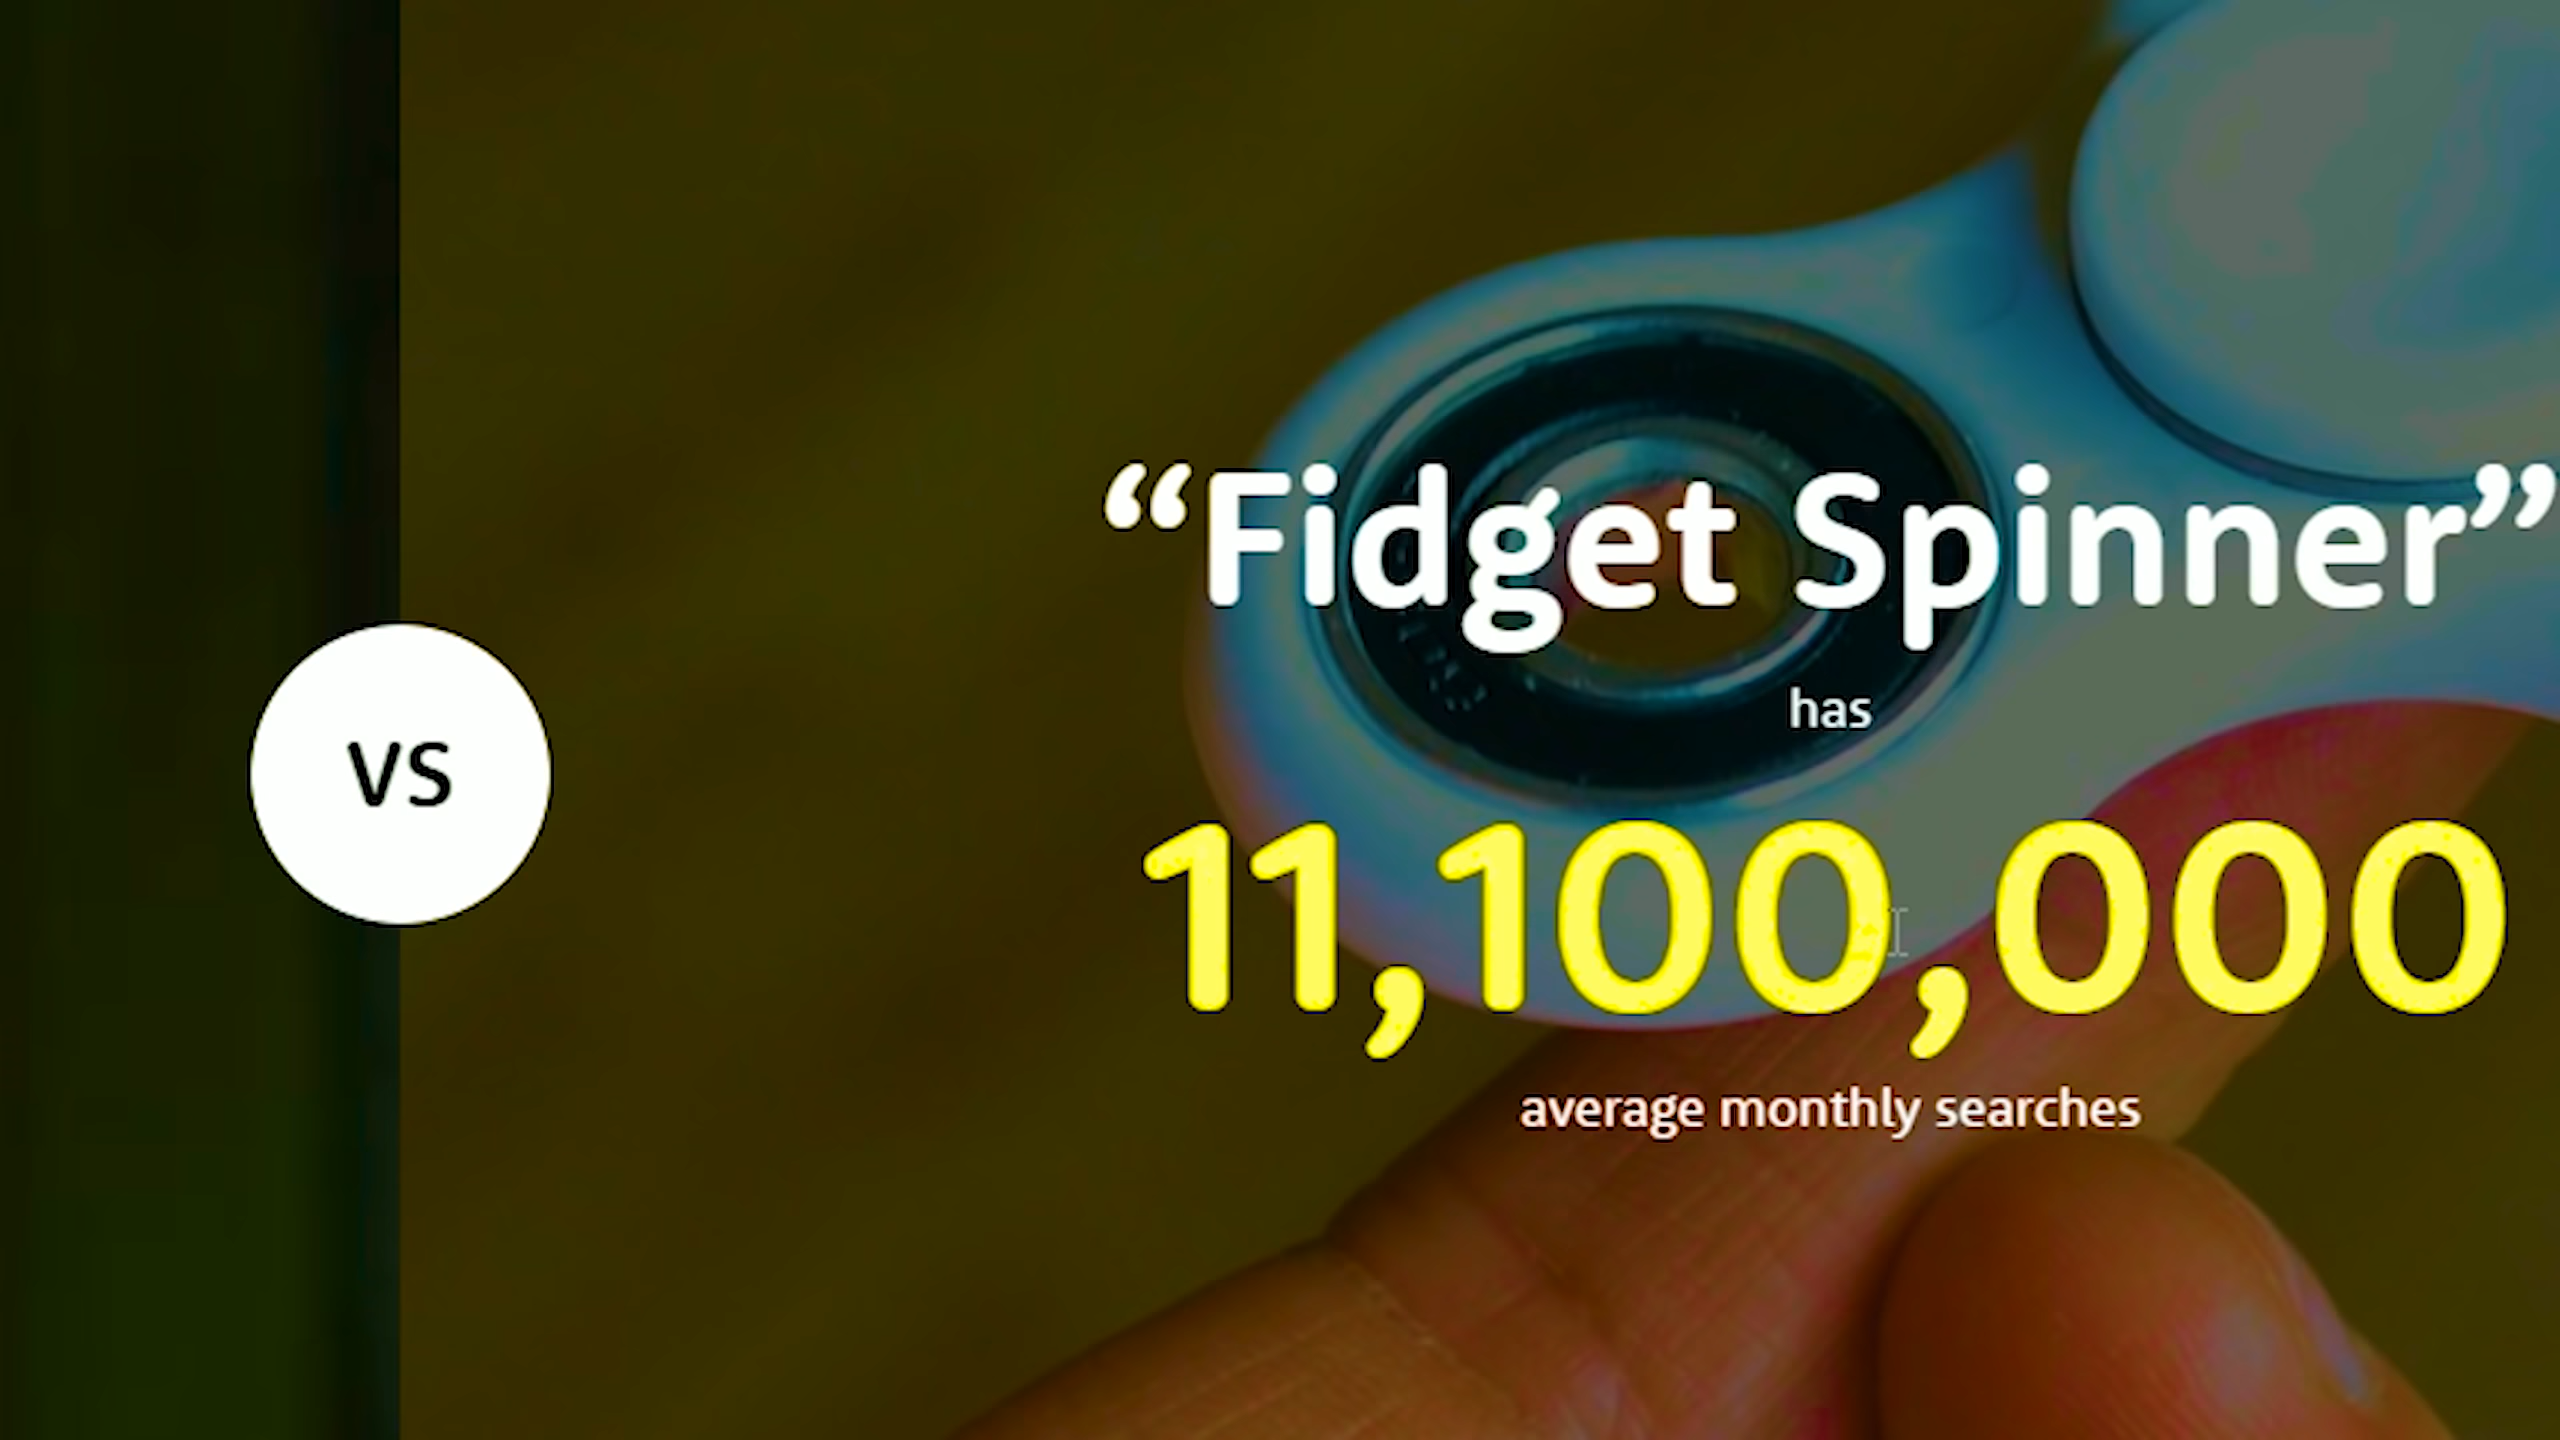 VS
“Fidget Spinner”
has
11,100,000
average monthly searches